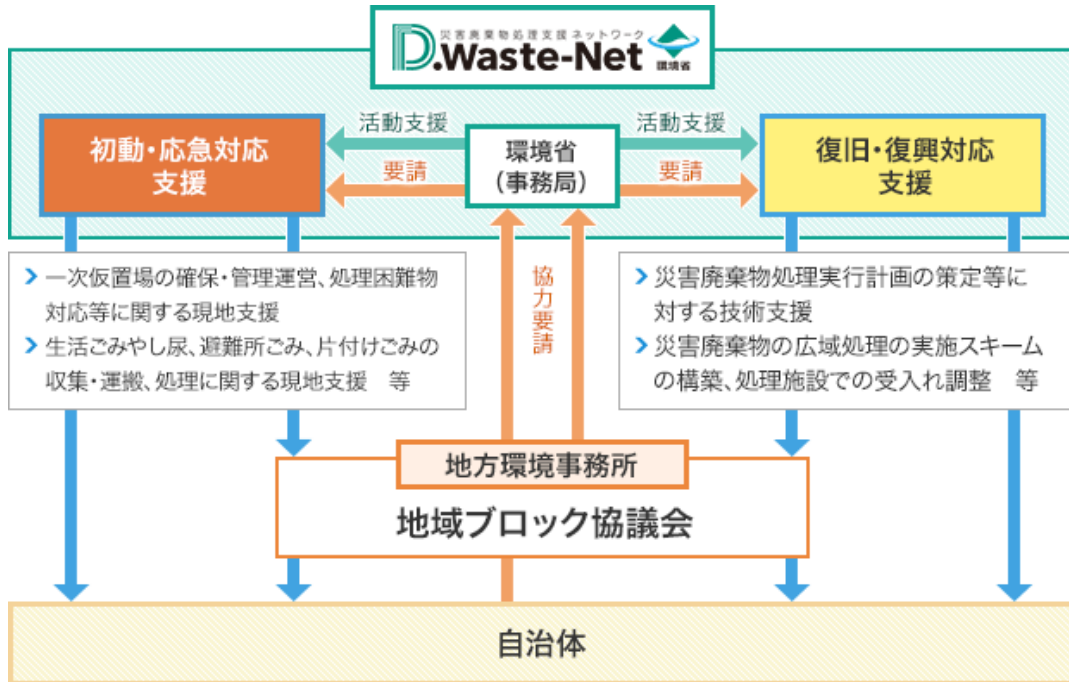 災害廃棄物処理支援ネットワーク
D.Waste-Net
環境省
初動・応急対応
支援
活動支援
要請
環境省
(事務局)
活動支援
要請
復旧・復興対応
支援
一次仮置場の確保・管理運営、処理困難物
対応等に関する現地支援
生活ごみやし尿、避難所ごみ、片付けごみの
収集・運搬、処理に関する現地支援 等
協力要請
災害廃棄物処理実行計画の策定等に
対する技術支援
災害廃棄物の広域処理の実施スキーム
の構築、処理施設での受入れ調整 等
地方環境事務所
地域ブロック協議会
自治体